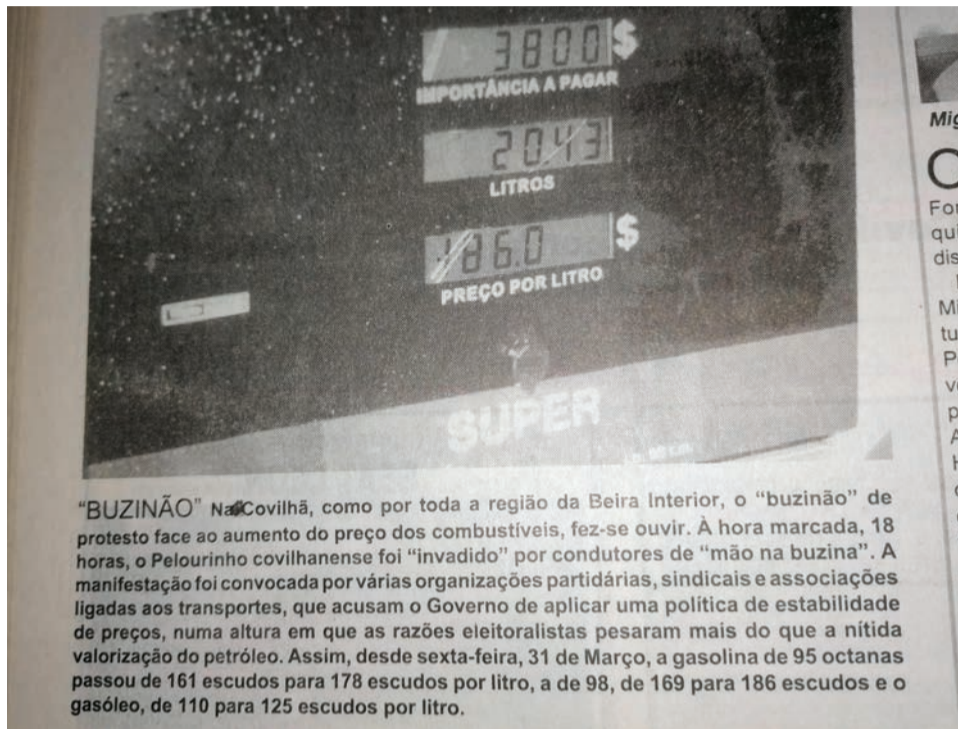 3800$
IMPORTÂNCIA A PAGAR
20.43
LITROS
186.0 $
PREÇO POR LITRO
SUPER
"BUZINÃO" Na Covilhã, como por toda a região da Beira Interior, o "buzinão" de
protesto face ao aumento do preço dos combustíveis, fez-se ouvir. À hora marcada, 18
horas, o Pelourinho covilhanense foi "invadido" por condutores de "mão na buzina". A
manifestação foi convocada por várias organizações partidárias, sindicais e associações
ligadas aos transportes, que acusam o Governo de aplicar uma política de estabilidade
de preços, numa altura em que as razões eleitoralistas pesaram mais do que a nítida
valorização do petróleo. Assim, desde sexta-feira, 31 de Março, a gasolina de 95 octanas
passou de 161 escudos para 178 escudos por litro, a de 98, de 169 para 186 escudos e o
gasóleo, de 110 para 125 escudos por litro.